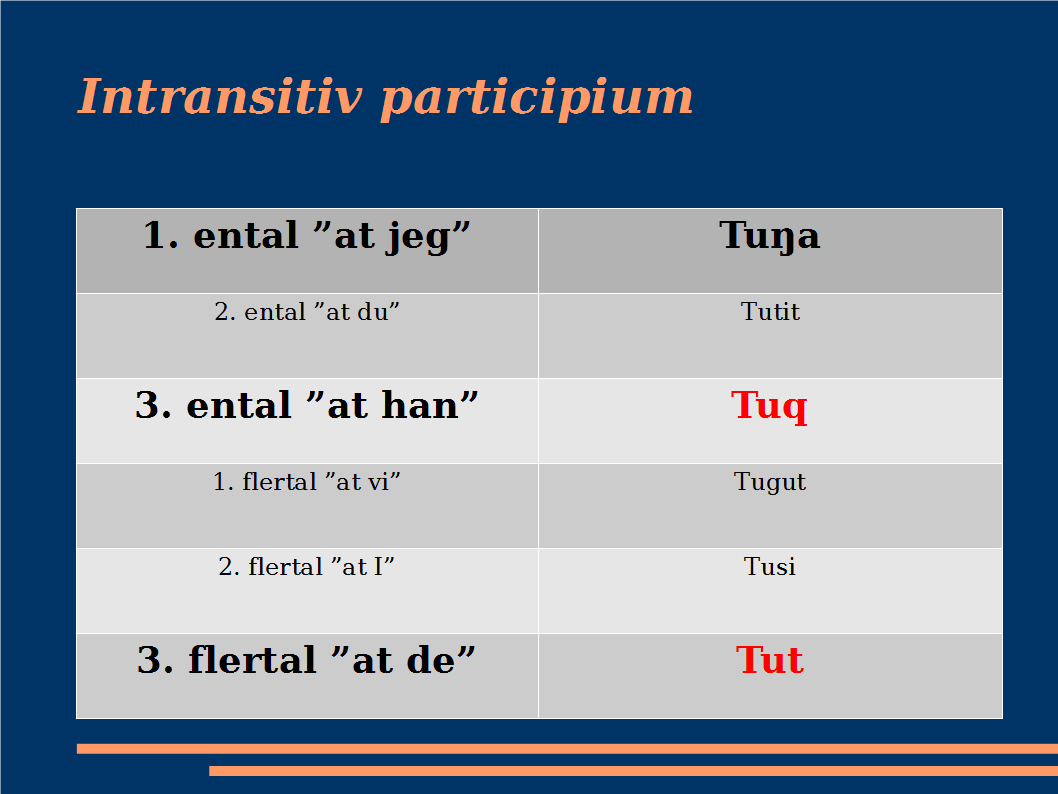 Intransitiv participium
1. ental ”at jeg” Tuŋa
2. ental ”at du” Tutit
3. ental ”at han” Tuq
1. flertal ”at vi” Tugut
2. flertal ”at I” Tusi
3. flertal ”at de” Tut